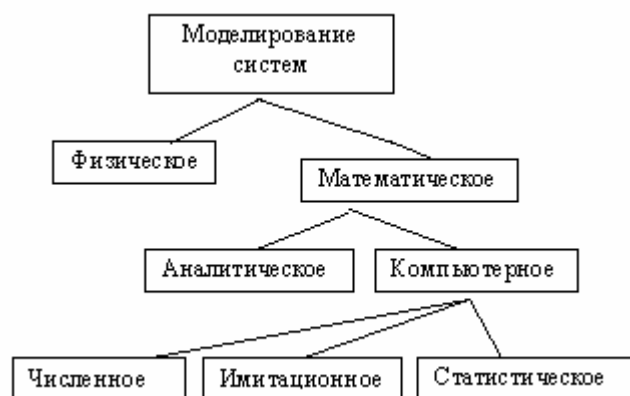 Моделирование
систем
Физическое
Математическое
Аналитическое
Компьютерное
Численное
Имитационное
Статистическое